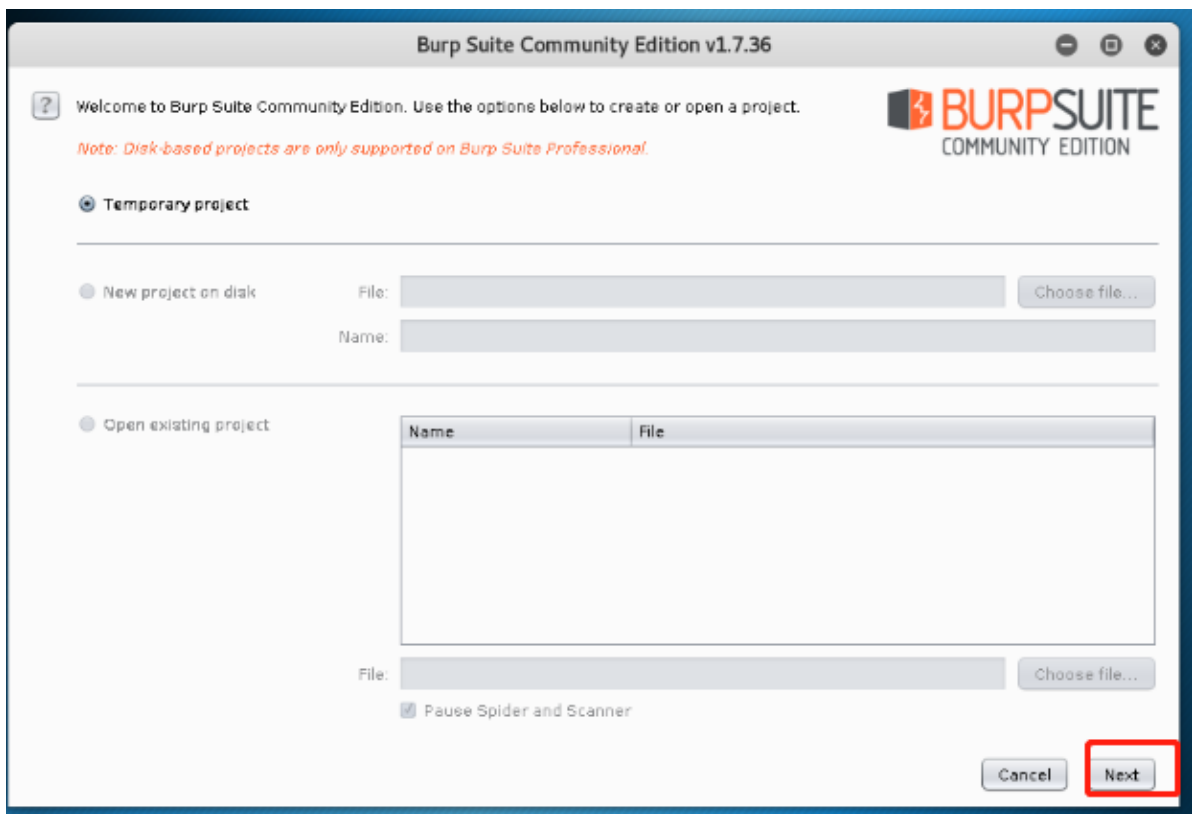 Burp Suite Community Edition v1.7.36
? Welcome to Burp Suite Community Edition. Use the options below to create or open a project.
BURPSUITE
COMMUNITY EDITION
Note: Disk-based projects are only supported on Burp Suite Professional.
Temporary project
New project on disk File: Choose file...
Name:
Open existing project
Name File
File: Choose file...
Pause Spider and Scanner
Cancel Next